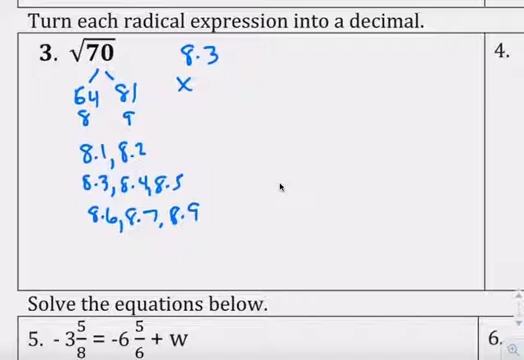 Turn each radical expression into a decimal.
3. √70
8.3
4.
64 81
x
8 9
8.1, 8.2
8.3, 8.4, 8.5
8.6, 8.7, 8.9
Solve the equations below.
5. - 3 5/8 = -6 5/6 + w
6.